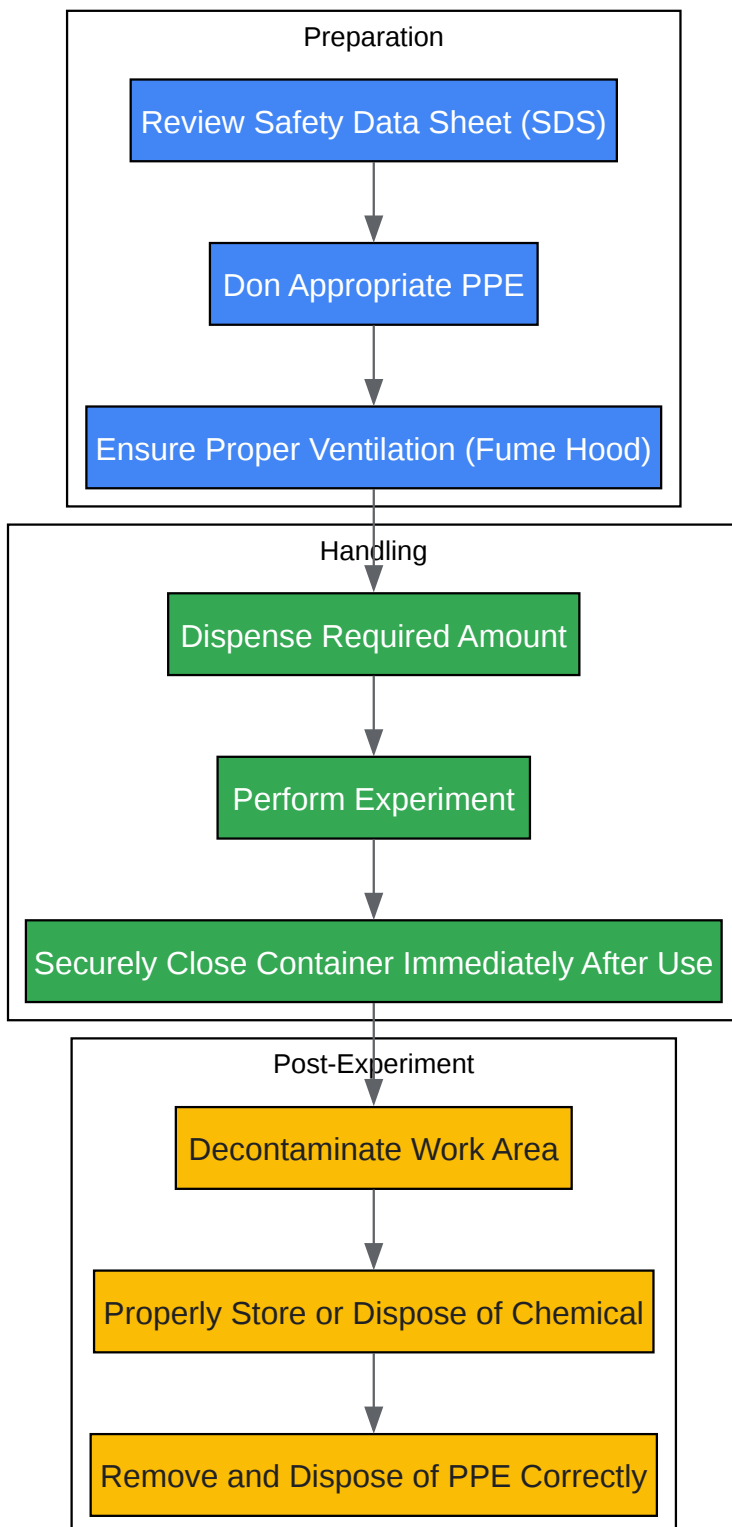 Preparation
Review Safety Data Sheet (SDS)
Don Appropriate PPE
Ensure Proper Ventilation (Fume Hood)
Handling
Dispense Required Amount
Perform Experiment
Securely Close Container Immediately After Use
Post-Experiment
Decontaminate Work Area
Properly Store or Dispose of Chemical
Remove and Dispose of PPE Correctly